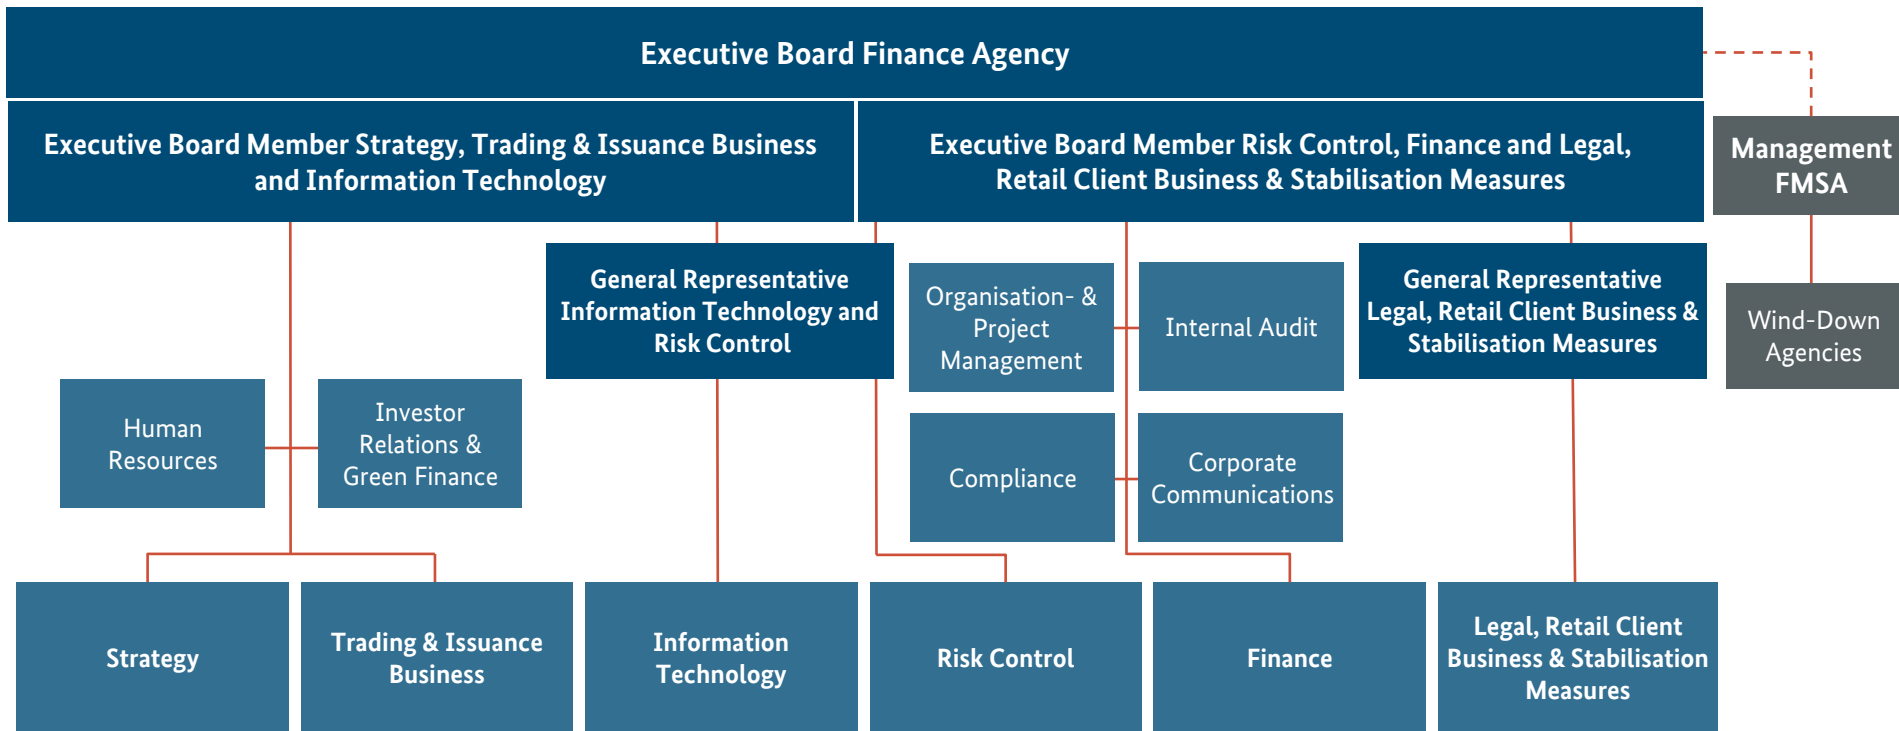 Executive Board Finance Agency
Executive Board Member Strategy, Trading & Issuance Business
and Information Technology
Executive Board Member Risk Control, Finance and Legal,
Retail Client Business & Stabilisation Measures
Management
FMSA
General Representative
Information Technology and
Risk Control
Organisation- &
Project
Management
Internal Audit
General Representative
Legal, Retail Client Business &
Stabilisation Measures
Wind-Down
Agencies
Human
Resources
Investor
Relations &
Green Finance
Compliance
Corporate
Communications
Strategy
Trading & Issuance
Business
Information
Technology
Risk Control
Finance
Legal, Retail Client
Business & Stabilisation
Measures